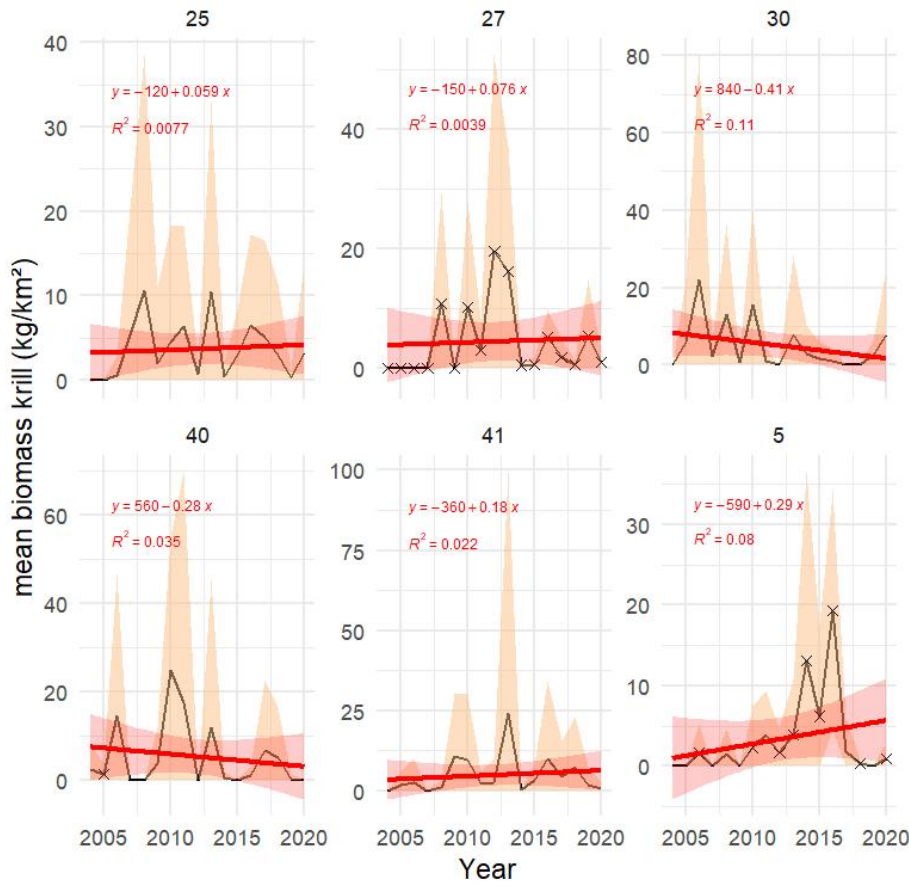 25
27
30
mean biomass krill (kg/km²)
40
30
20
10
0
y = −120 + 0.059 x
R² = 0.0077
40
20
0
y = −150 + 0.076 x
R² = 0.0039
80
60
40
20
0
y = 840 − 0.41 x
R² = 0.11
40
41
5
60
40
20
0
y = 560 − 0.28 x
R² = 0.035
100
75
50
25
0
y = −360 + 0.18 x
R² = 0.022
30
20
10
0
y = −590 + 0.29 x
R² = 0.08
2005 2010 2015 2020
2005 2010 2015 2020
2005 2010 2015 2020
Year